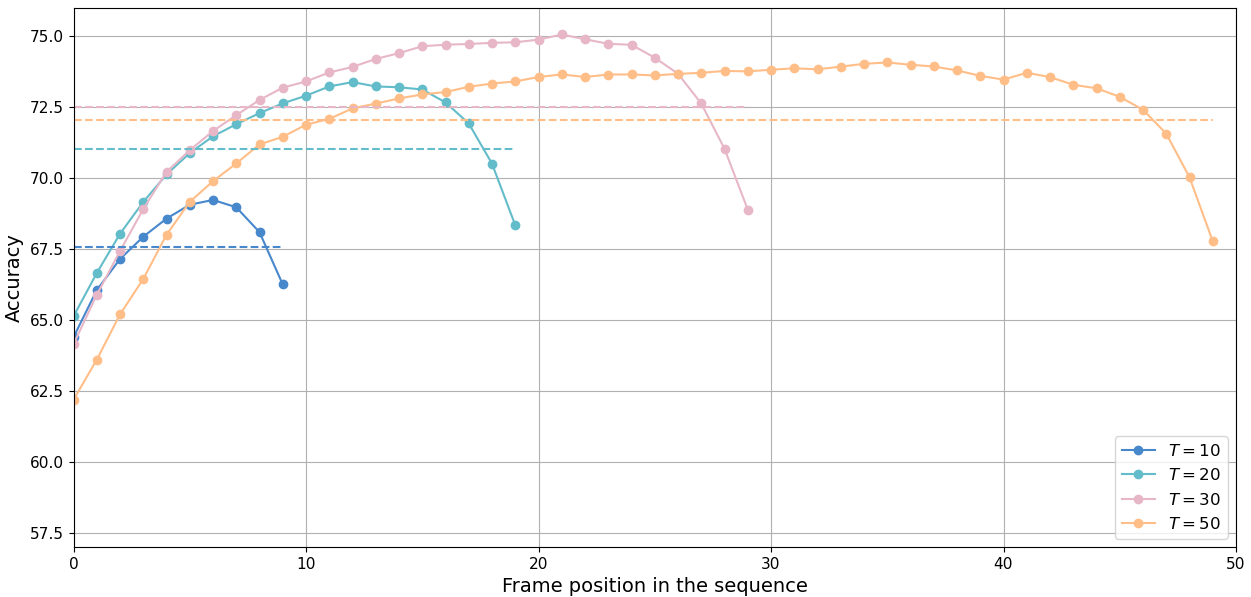 75.0
72.5
70.0
67.5
65.0
62.5
60.0
57.5
Accuracy
0 10 20 30 40 50
Frame position in the sequence
T = 10
T = 20
T = 30
T = 50